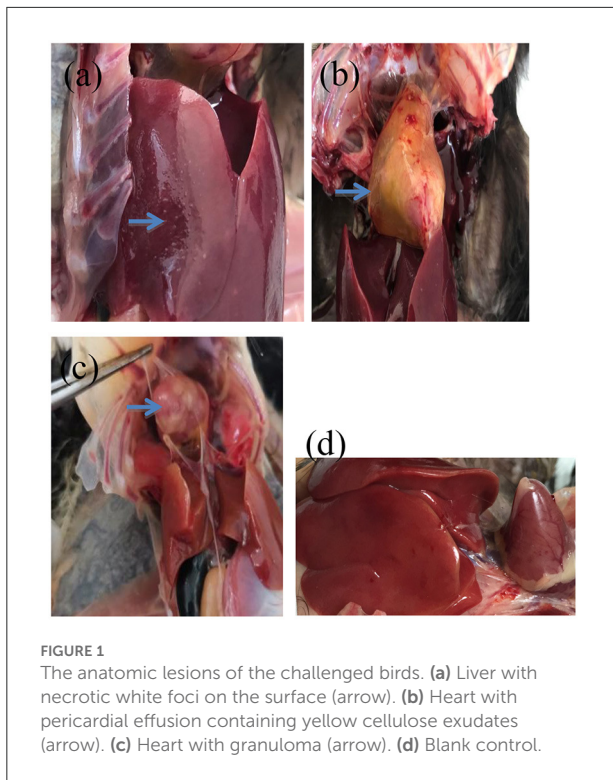 (a)
(b)
(c)
(d)
FIGURE 1
The anatomic lesions of the challenged birds. (a) Liver with
necrotic white foci on the surface (arrow). (b) Heart with
pericardial effusion containing yellow cellulose exudates
(arrow). (c) Heart with granuloma (arrow). (d) Blank control.